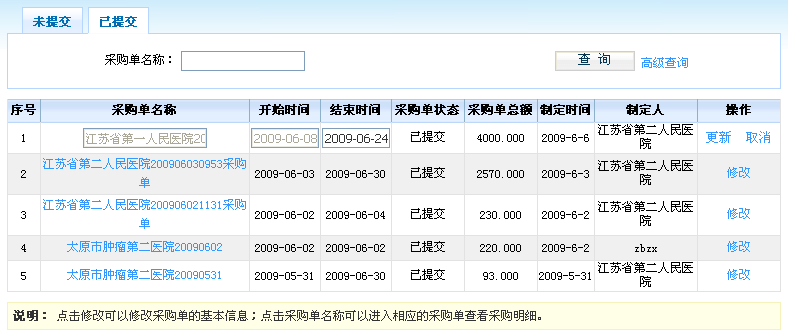 未提交 已提交
采购单名称： 查 询 高级查询
序号 采购单名称 开始时间 结束时间 采购单状态 采购单总额 制定时间 制定人 操作
1 江苏省第一人民医院20 2009-06-08 2009-06-24 已提交 4000.000 2009-6-6 江苏省第二人民医院 更新 取消
2 江苏省第二人民医院200906030953采购单 2009-06-03 2009-06-30 已提交 2570.000 2009-6-3 江苏省第二人民医院 修改
3 江苏省第二人民医院200906021131采购单 2009-06-02 2009-06-04 已提交 230.000 2009-6-2 江苏省第二人民医院 修改
4 太原市肿瘤第二医院20090602 2009-06-02 2009-06-02 已提交 220.000 2009-6-2 zbzx 修改
5 太原市肿瘤第二医院20090531 2009-05-31 2009-06-30 已提交 93.000 2009-5-31 江苏省第二人民医院 修改
说明： 点击修改可以修改采购单的基本信息；点击采购单名称可以进入相应的采购单查看采购明细。